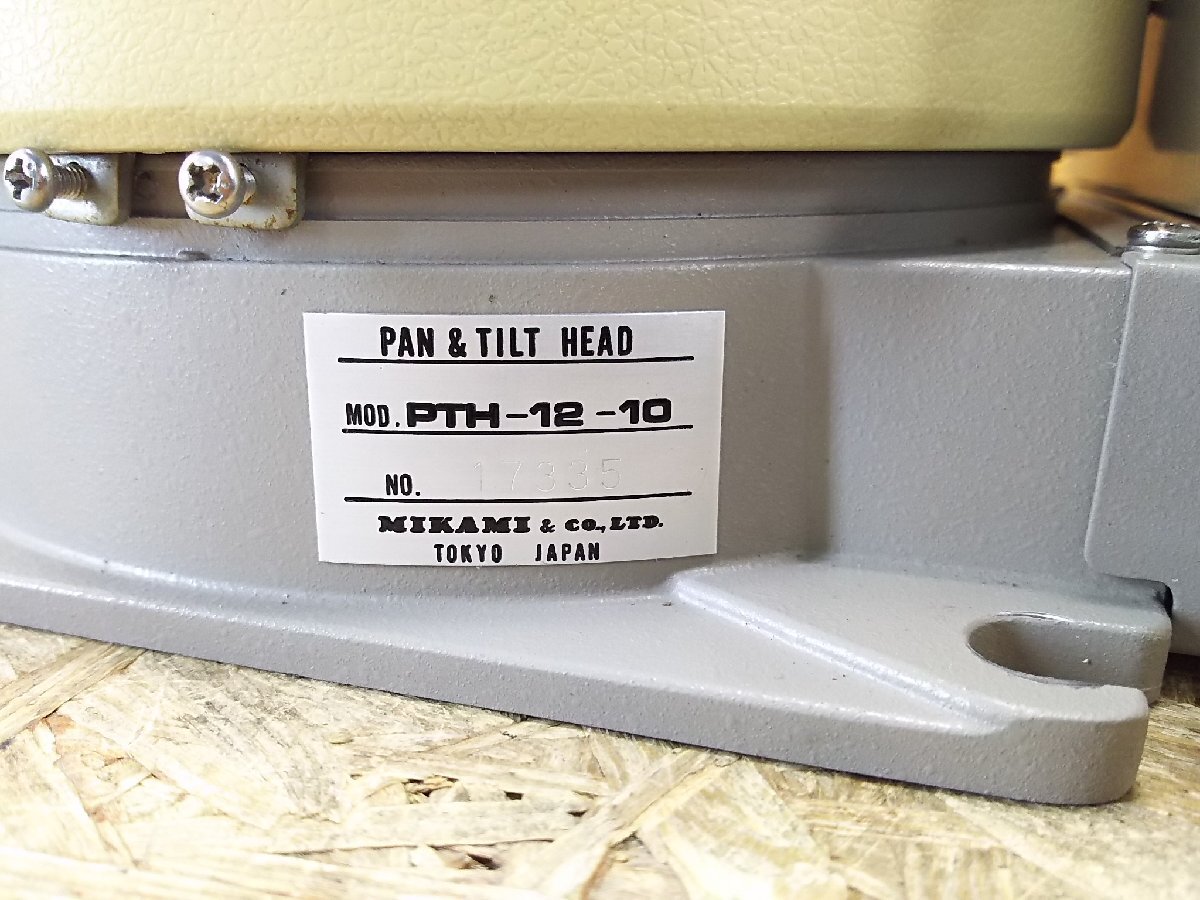 PAN & TILT HEAD
MOD. PTH-12-10
NO. 17335
MIKAMI & CO., LTD.
TOKYO JAPAN